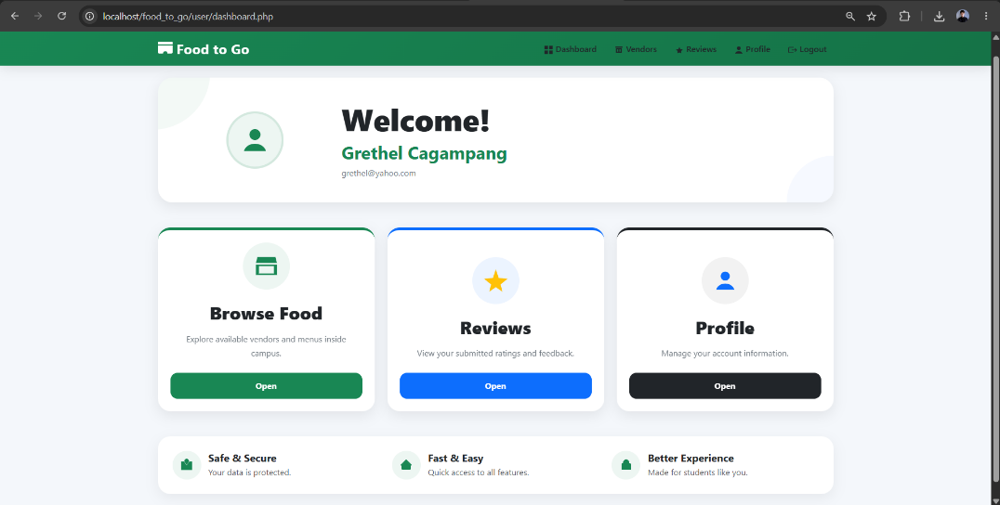 localhost/food_to_go/user/dashboard.php
Food to Go
Dashboard
Vendors
Reviews
Profile
Logout
Welcome!
Grethel Cagampang
grethel@yahoo.com
Browse Food
Explore available vendors and menus inside
campus.
Open
Reviews
View your submitted ratings and feedback.
Open
Profile
Manage your account information.
Open
Safe & Secure
Your data is protected.
Fast & Easy
Quick access to all features.
Better Experience
Made for students like you.